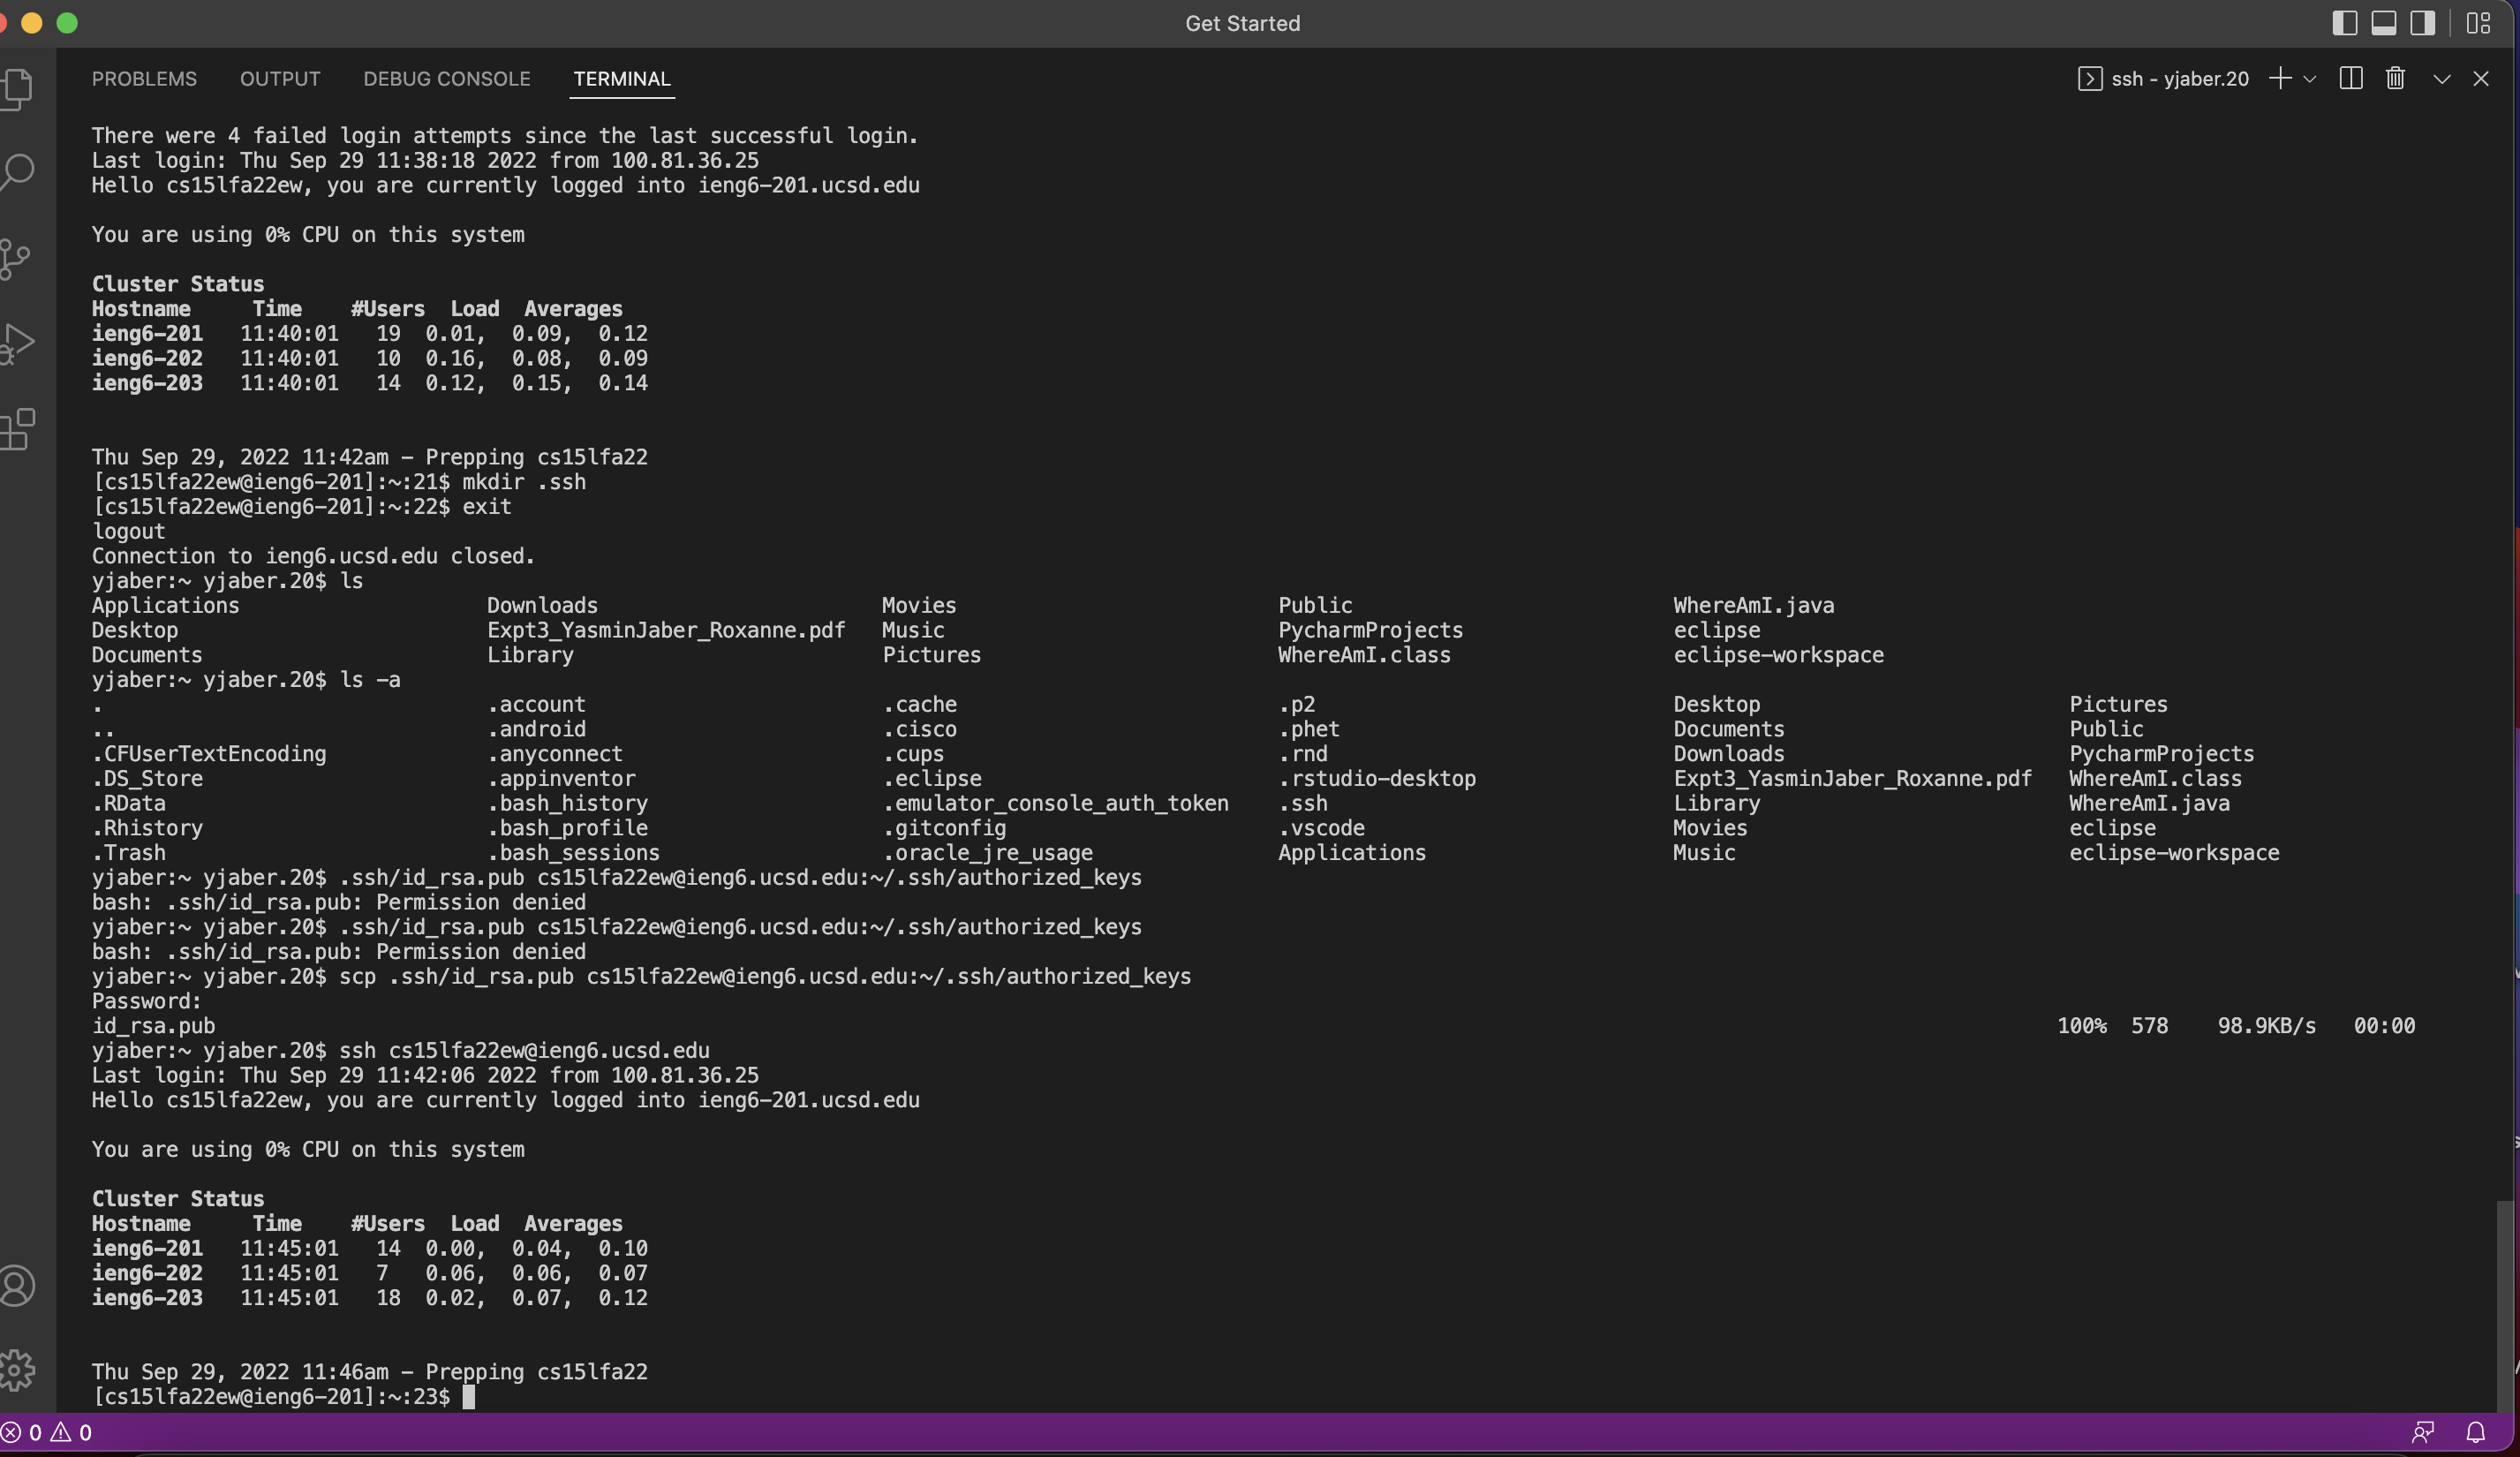 Get Started
PROBLEMS OUTPUT DEBUG CONSOLE TERMINAL ssh - yjaber.20
There were 4 failed login attempts since the last successful login.
Last login: Thu Sep 29 11:38:18 2022 from 100.81.36.25
Hello cs15lfa22ew, you are currently logged into ieng6-201.ucsd.edu
You are using 0% CPU on this system
Cluster Status
Hostname Time #Users Load Averages
ieng6-201 11:40:01 19 0.01, 0.09, 0.12
ieng6-202 11:40:01 10 0.16, 0.08, 0.09
ieng6-203 11:40:01 14 0.12, 0.15, 0.14
Thu Sep 29, 2022 11:42am - Prepping cs15lfa22
[cs15lfa22ew@ieng6-201]:~:21$ mkdir .ssh
[cs15lfa22ew@ieng6-201]:~:22$ exit
logout
Connection to ieng6.ucsd.edu closed.
yjaber:~ yjaber.20$ ls
Applications Downloads Movies Public WhereAmI.java
Desktop Expt3_YasminJaber_Roxanne.pdf Music PycharmProjects eclipse
Documents Library Pictures WhereAmI.class eclipse-workspace
yjaber:~ yjaber.20$ ls -a
. .account .cache .p2 Desktop Pictures
.. .android .cisco .phet Documents Public
.CFUserTextEncoding .anyconnect .cups .rnd Downloads PycharmProjects
.DS_Store .appinventor .eclipse .rstudio-desktop Expt3_YasminJaber_Roxanne.pdf WhereAmI.class
.RData .bash_history .emulator_console_auth_token .ssh Library WhereAmI.java
.Rhistory .bash_profile .gitconfig .vscode Movies eclipse
.Trash .bash_sessions .oracle_jre_usage Applications Music eclipse-workspace
yjaber:~ yjaber.20$ .ssh/id_rsa.pub cs15lfa22ew@ieng6.ucsd.edu:~/.ssh/authorized_keys
bash: .ssh/id_rsa.pub: Permission denied
yjaber:~ yjaber.20$ .ssh/id_rsa.pub cs15lfa22ew@ieng6.ucsd.edu:~/.ssh/authorized_keys
bash: .ssh/id_rsa.pub: Permission denied
yjaber:~ yjaber.20$ scp .ssh/id_rsa.pub cs15lfa22ew@ieng6.ucsd.edu:~/.ssh/authorized_keys
Password:
id_rsa.pub 100% 578 98.9KB/s 00:00
yjaber:~ yjaber.20$ ssh cs15lfa22ew@ieng6.ucsd.edu
Last login: Thu Sep 29 11:42:06 2022 from 100.81.36.25
Hello cs15lfa22ew, you are currently logged into ieng6-201.ucsd.edu
You are using 0% CPU on this system
Cluster Status
Hostname Time #Users Load Averages
ieng6-201 11:45:01 14 0.00, 0.04, 0.10
ieng6-202 11:45:01 7 0.06, 0.06, 0.07
ieng6-203 11:45:01 18 0.02, 0.07, 0.12
Thu Sep 29, 2022 11:46am - Prepping cs15lfa22
[cs15lfa22ew@ieng6-201]:~:23$
0 0